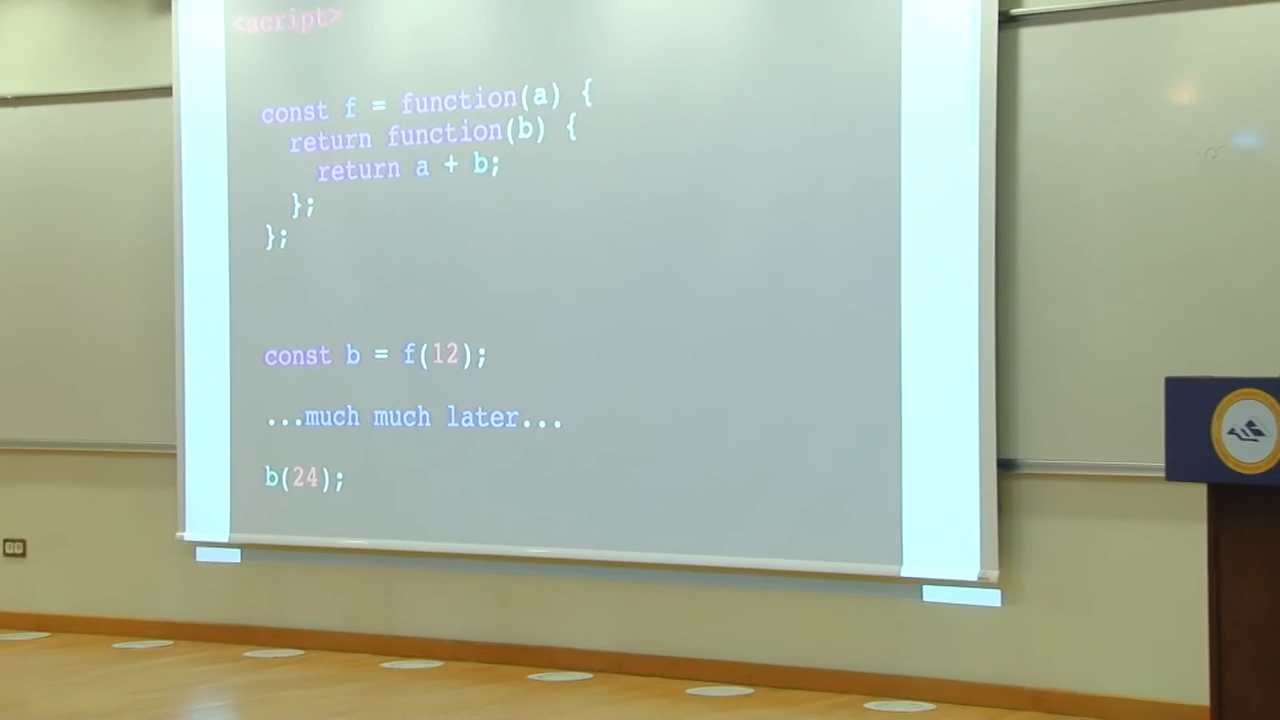 <script>
const f = function(a) {
return function(b) {
return a + b;
};
};
const b = f(12);
...much much later...
b(24);